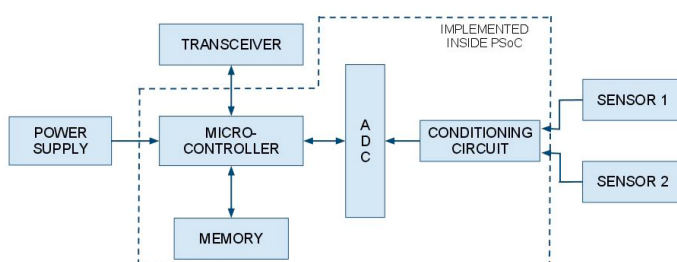 TRANSCEIVER
IMPLEMENTED
INSIDE PSoC
POWER
SUPPLY
MICRO-
CONTROLLER
A
D
C
CONDITIONING
CIRCUIT
SENSOR 1
SENSOR 2
MEMORY